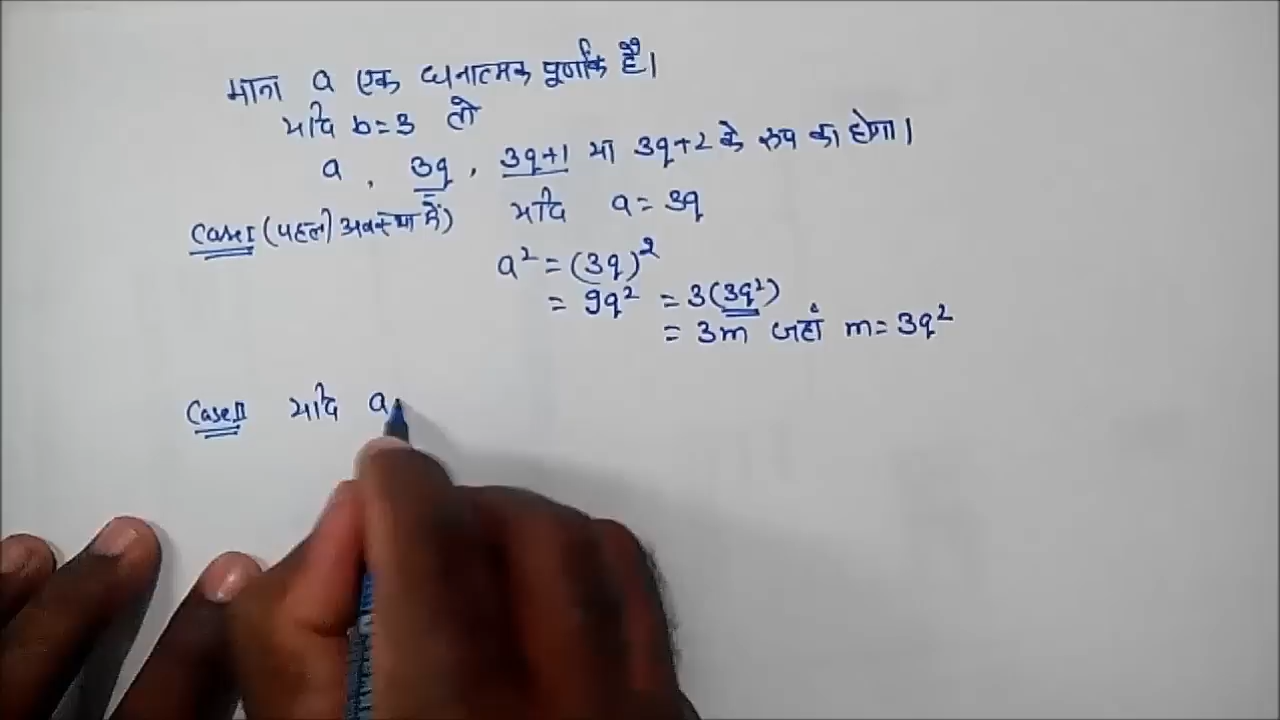 माना a एक धनात्मक पूर्णांक है।
यदि b=3 तो
a , 3q , 3q+1 या 3q+2 के रूप का होगा।
Case I (पहली अवस्था में) यदि a = 3q
a² = (3q)²
= 9q² = 3(3q²)
= 3m जहाँ m = 3q²
Case II यदि a